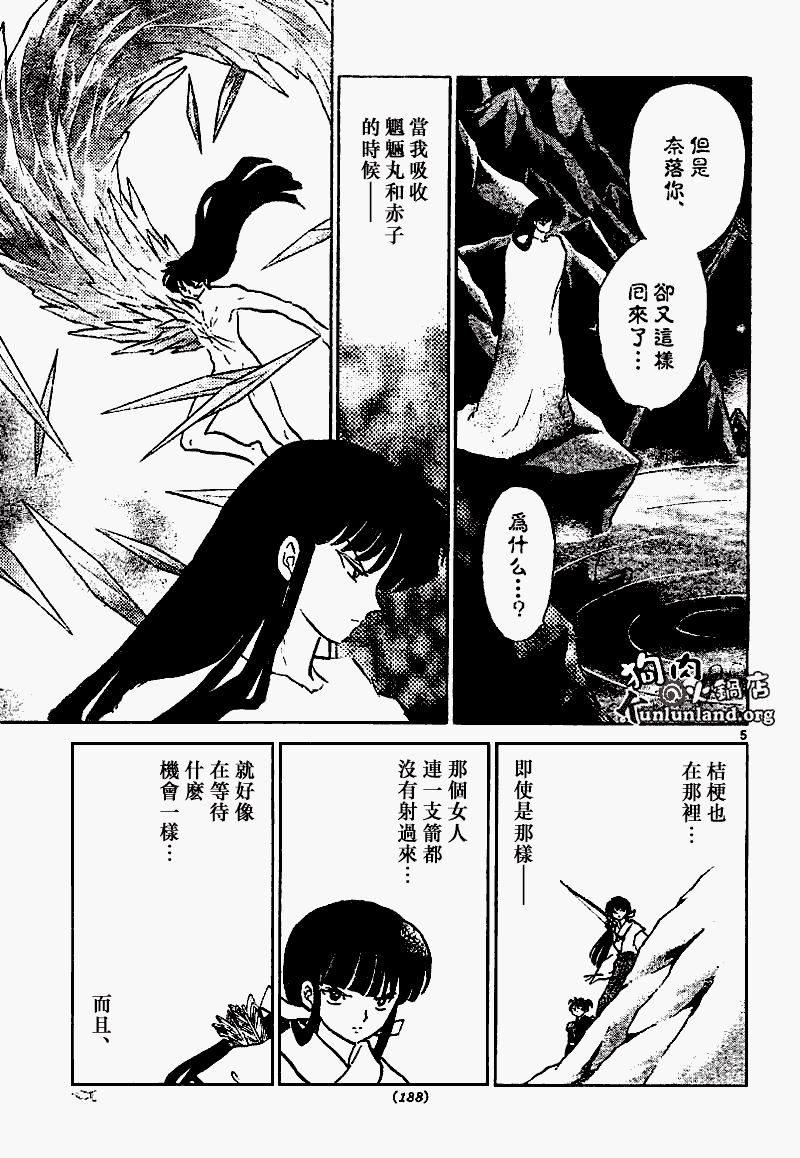 但是
奈落你、
卻又這樣
回來了…
爲什么…?
當我吸收
魍魎丸和赤子
的時候——
狗肉
火鍋店
kunlunland.org
5
桔梗也
在那裡…
即使是那樣——
那個女人
連一支箭都
沒有射過來…
就好像
在等待
什麽
機會一樣…
而且、
(188)